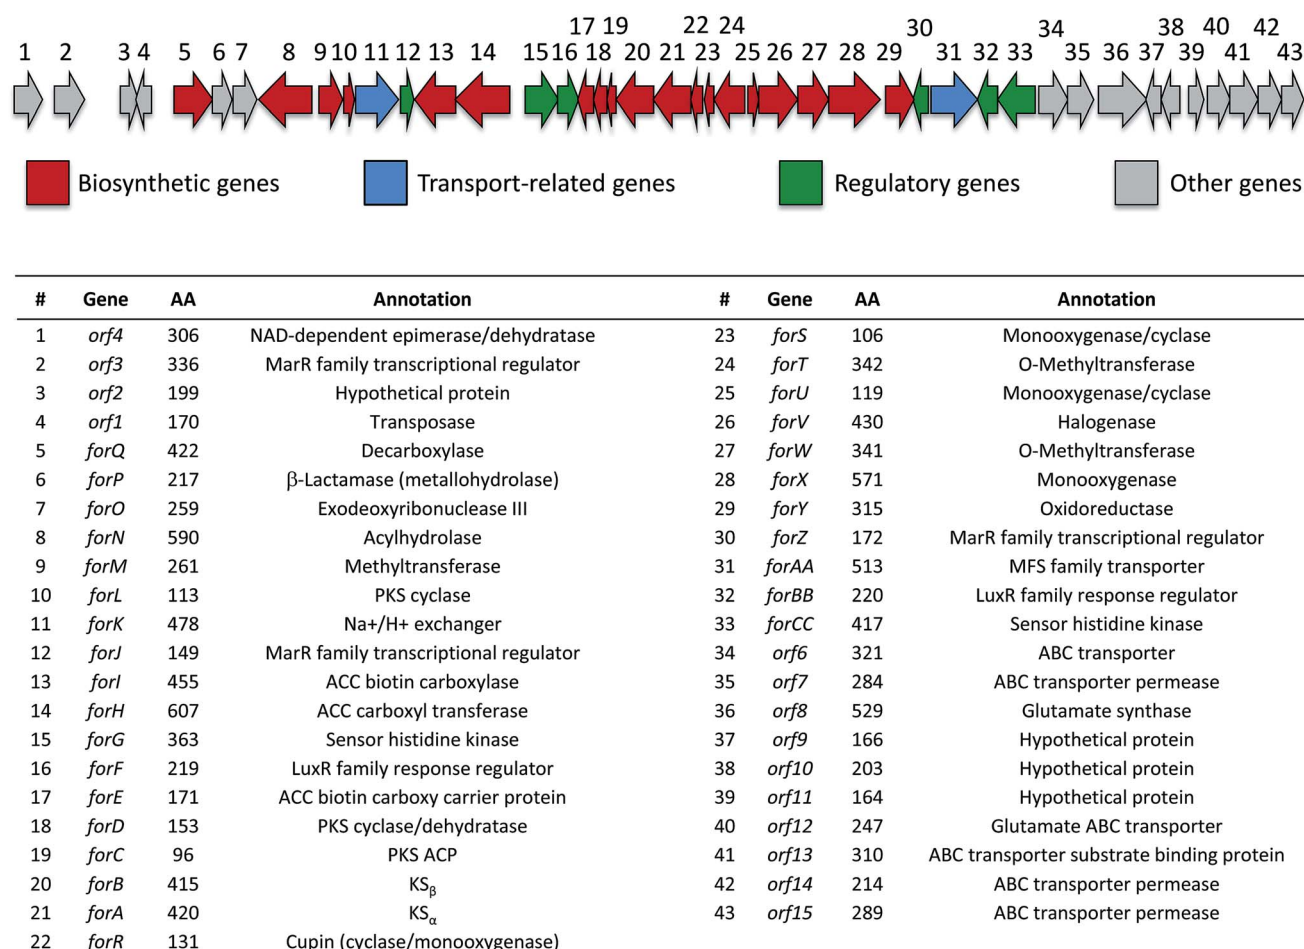 17 19 22 24 30 34 38 40 42
1 2 3 4 5 6 7 8 9 10 11 12 13 14 15 16 18 20 21 23 25 26 27 28 29 31 32 33 35 36 37 39 41 43
Biosynthetic genes Transport-related genes Regulatory genes Other genes
# Gene AA Annotation # Gene AA Annotation
1 orf4 306 NAD-dependent epimerase/dehydratase 23 forS 106 Monooxygenase/cyclase
2 orf3 336 MarR family transcriptional regulator 24 forT 342 O-Methyltransferase
3 orf2 199 Hypothetical protein 25 forU 119 Monooxygenase/cyclase
4 orf1 170 Transposase 26 forV 430 Halogenase
5 forQ 422 Decarboxylase 27 forW 341 O-Methyltransferase
6 forP 217 β-Lactamase (metallohydrolase) 28 forX 571 Monooxygenase
7 forO 259 Exodeoxyribonuclease III 29 forY 315 Oxidoreductase
8 forN 590 Acylhydrolase 30 forZ 172 MarR family transcriptional regulator
9 forM 261 Methyltransferase 31 forAA 513 MFS family transporter
10 forL 113 PKS cyclase 32 forBB 220 LuxR family response regulator
11 forK 478 Na+/H+ exchanger 33 forCC 417 Sensor histidine kinase
12 forJ 149 MarR family transcriptional regulator 34 orf6 321 ABC transporter
13 forI 455 ACC biotin carboxylase 35 orf7 284 ABC transporter permease
14 forH 607 ACC carboxyl transferase 36 orf8 529 Glutamate synthase
15 forG 363 Sensor histidine kinase 37 orf9 166 Hypothetical protein
16 forF 219 LuxR family response regulator 38 orf10 203 Hypothetical protein
17 forE 171 ACC biotin carboxy carrier protein 39 orf11 164 Hypothetical protein
18 forD 153 PKS cyclase/dehydratase 40 orf12 247 Glutamate ABC transporter
19 forC 96 PKS ACP 41 orf13 310 ABC transporter substrate binding protein
20 forB 415 KSβ 42 orf14 214 ABC transporter permease
21 forA 420 KSα 43 orf15 289 ABC transporter permease
22 forR 131 Cupin (cyclase/monooxygenase)